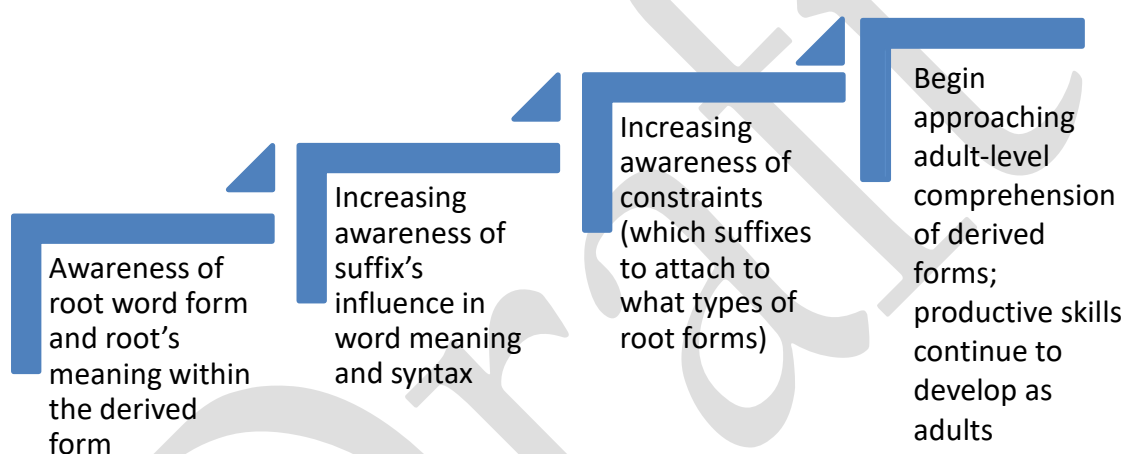 Awareness of
root word form
and root's
meaning within
the derived
form
Increasing
awareness of
suffix's
influence in
word meaning
and syntax
Increasing
awareness of
constraints
(which suffixes
to attach to
what types of
root forms)
Begin
approaching
adult-level
comprehension
of derived
forms;
productive skills
continue to
develop as
adults